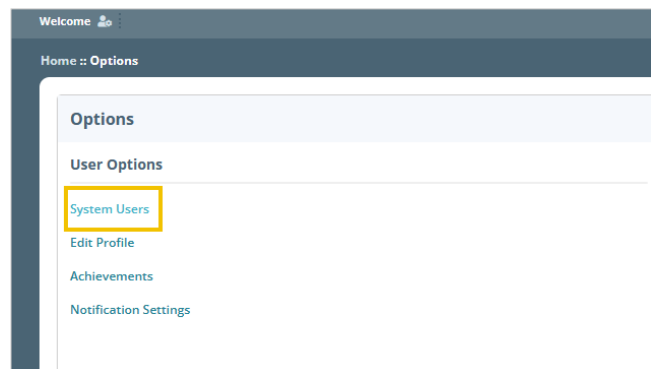 Welcome
Home :: Options
Options
User Options
System Users
Edit Profile
Achievements
Notification Settings